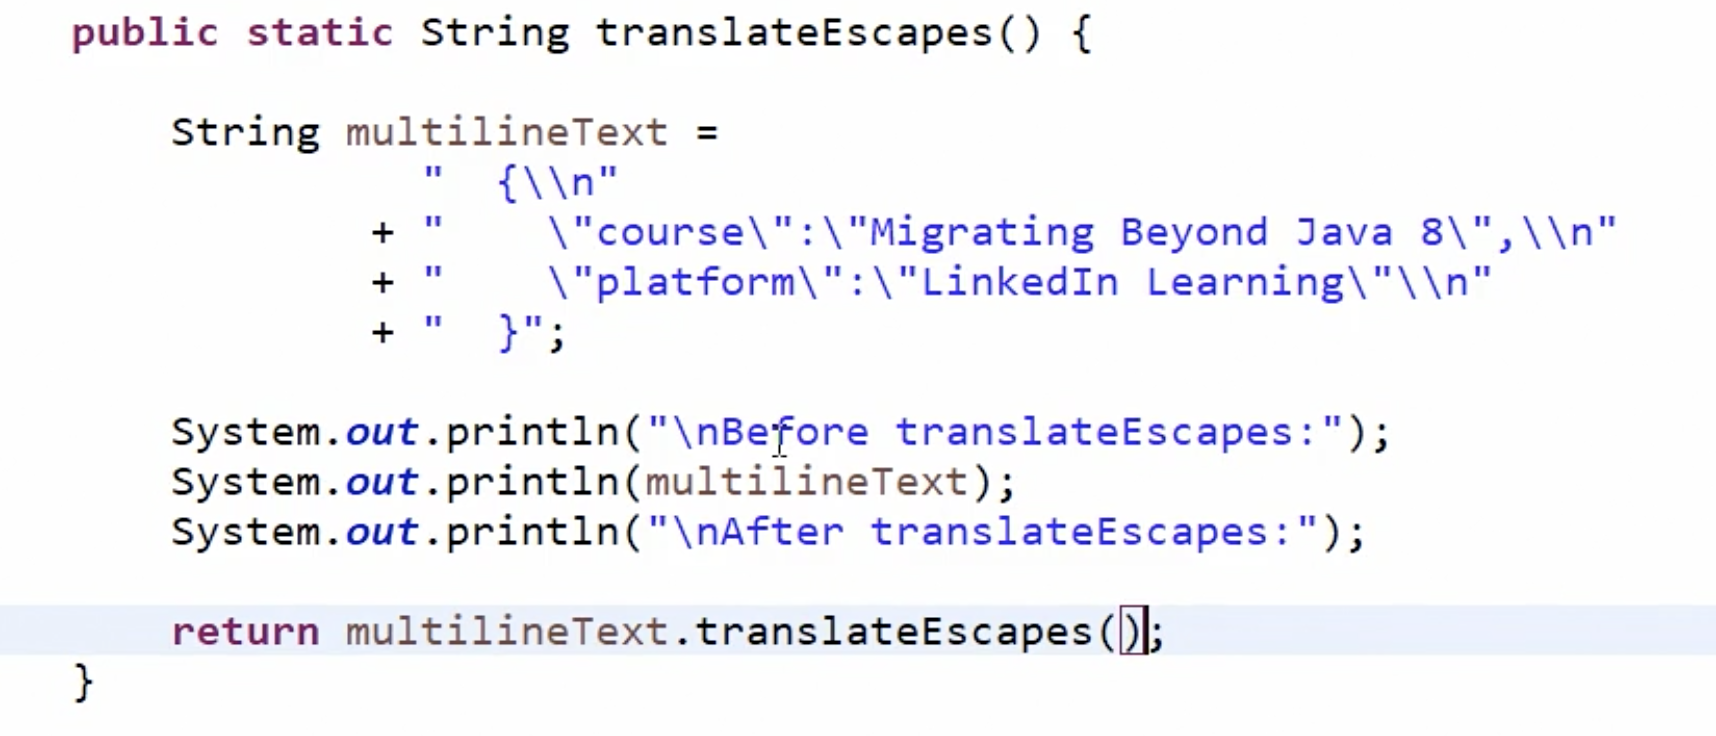 public static String translateEscapes() {
String multilineText =
"  {\\n"
+ "    \"course\":\"Migrating Beyond Java 8\",\\n"
+ "    \"platform\":\"LinkedIn Learning\"\\n"
+ "  }";
System.out.println("\nBefore translateEscapes:");
System.out.println(multilineText);
System.out.println("\nAfter translateEscapes:");
return multilineText.translateEscapes();
}